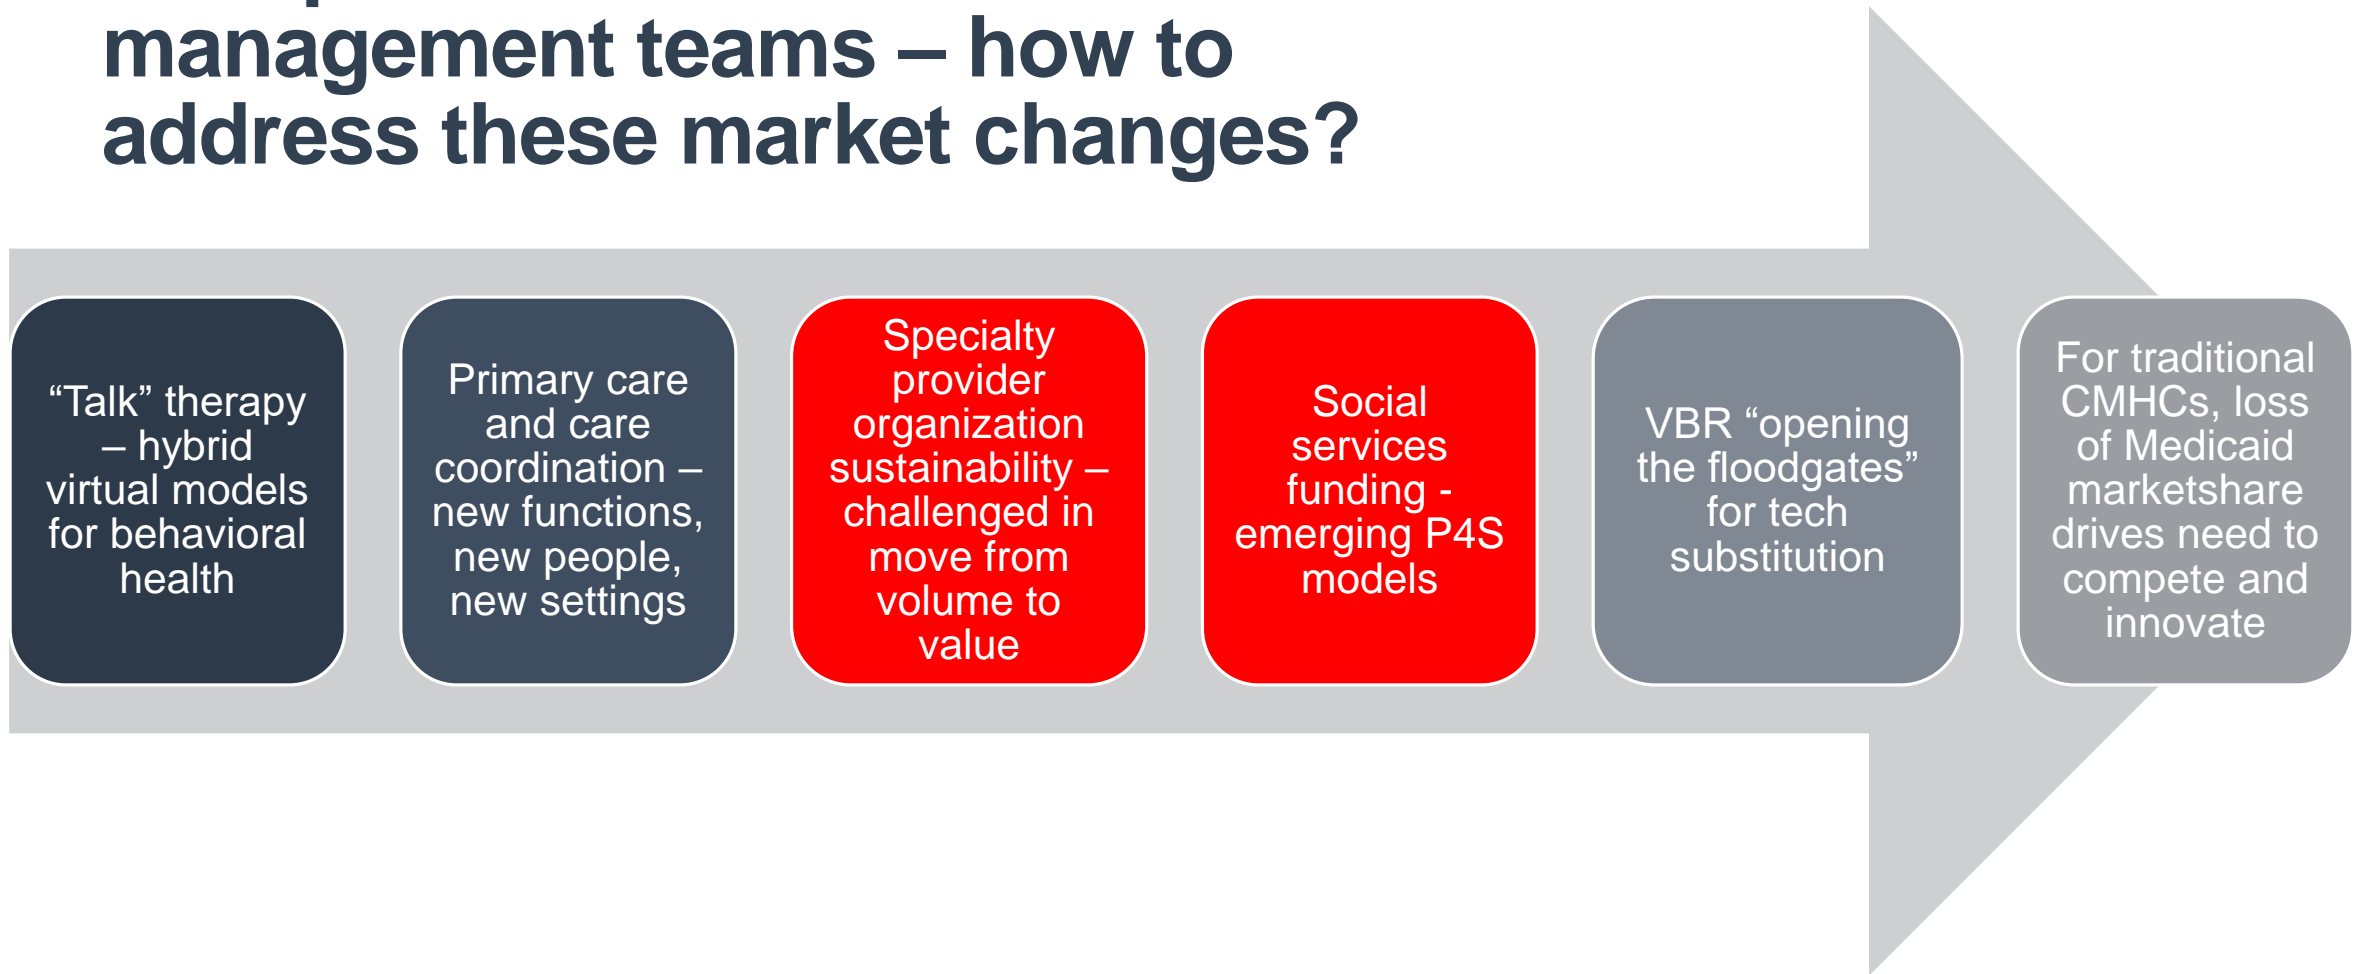 management teams – how to
address these market changes?
“Talk” therapy
– hybrid
virtual models
for behavioral
health
Primary care
and care
coordination –
new functions,
new people,
new settings
Specialty
provider
organization
sustainability –
challenged in
move from
volume to
value
Social
services
funding -
emerging P4S
models
VBR “opening
the floodgates”
for tech
substitution
For traditional
CMHCs, loss
of Medicaid
marketshare
drives need to
compete and
innovate